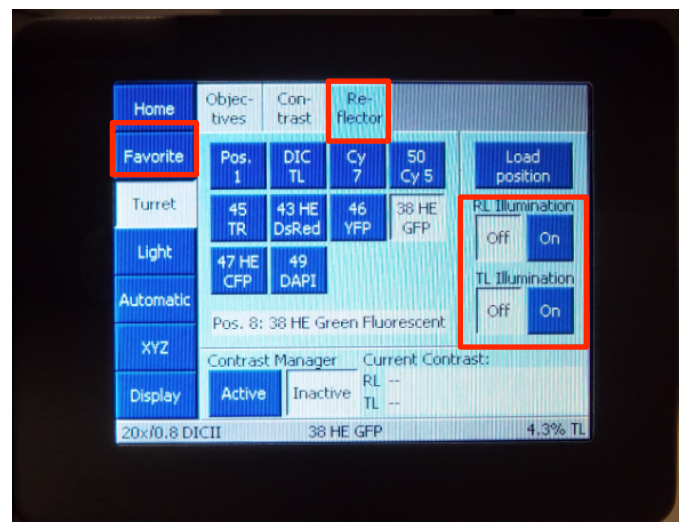 Home
Favorite
Turret
Light
Automatic
XYZ
Display
Objec-
tives
Con-
trast
Re-
flector
Pos.
1
DIC
TL
Cy
7
50
Cy 5
45
TR
43 HE
DsRed
46
YFP
38 HE
GFP
47 HE
CFP
49
DAPI
Pos. 8: 38 HE Green Fluorescent
Load
position
RL Illumination
Off
On
TL Illumination
Off
On
Contrast Manager
Active
Inactive
Current Contrast:
RL --
TL --
20x/0.8 DICII
38 HE GFP
4.3% TL